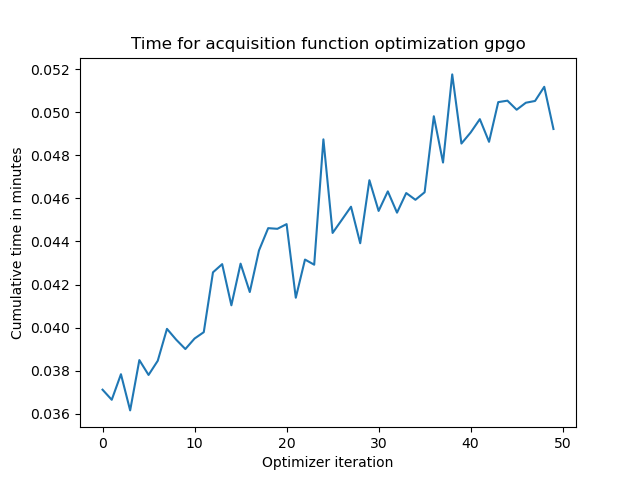 Time for acquisition function optimization gpgo
0.052
0.050
0.048
0.046
0.044
0.042
0.040
0.038
0.036
Cumulative time in minutes
0 10 20 30 40 50
Optimizer iteration